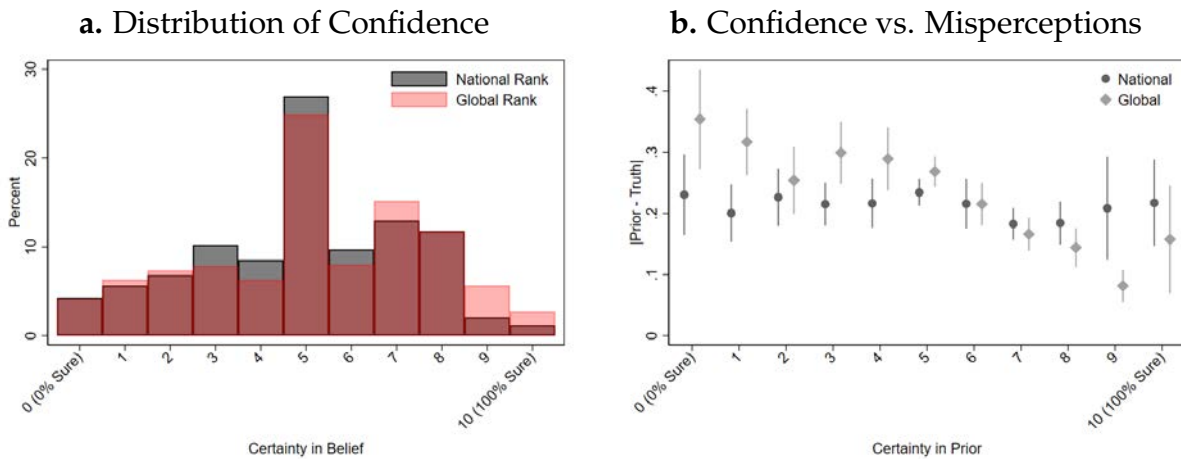 a. Distribution of Confidence
30
20
10
0
Percent
National Rank
Global Rank
0 (0% Sure)
1
2
3
4
5
6
7
8
9
10 (100% Sure)
Certainty in Belief
b. Confidence vs. Misperceptions
.4
.3
.2
.1
0
|Prior - Truth|
National
Global
0 (0% Sure)
1
2
3
4
5
6
7
8
9
10 (100% Sure)
Certainty in Prior